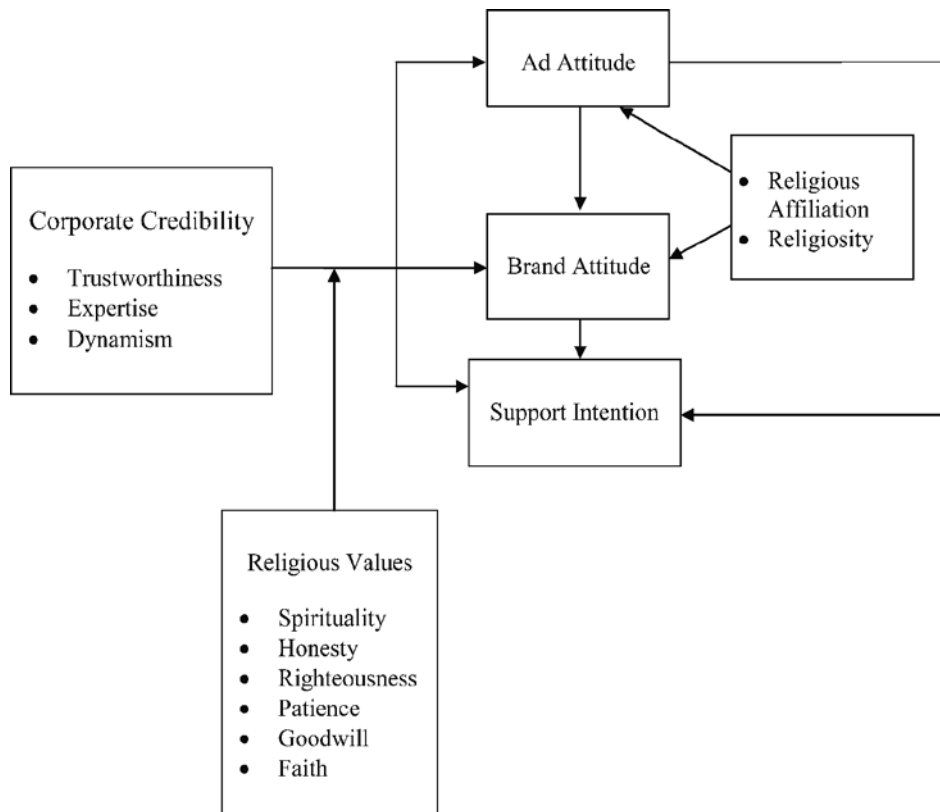 Ad Attitude
Corporate Credibility
• Trustworthiness
• Expertise
• Dynamism
• Religious
Affiliation
• Religiosity
Brand Attitude
Support Intention
Religious Values
• Spirituality
• Honesty
• Righteousness
• Patience
• Goodwill
• Faith